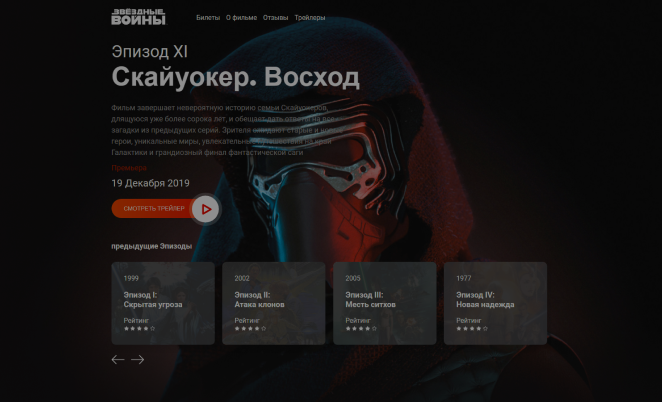 ЗВЁЗДНЫЕ
ВОЙНЫ
Билеты О фильме Отзывы Трейлеры
Эпизод XI
Скайуокер. Восход
Фильм завершает невероятную историю семьи Скайуокеров,
длящуюся уже более сорока лет, и обещает дать ответы на все
загадки из предыдущих серий. Зрителя ожидают старые и новые
герои, уникальные миры, увлекательные путешествия на край
Галактики и грандиозный финал фантастической саги
Премьера
19 Декабря 2019
СМОТРЕТЬ ТРЕЙЛЕР
предыдущие Эпизоды
1999
Эпизод I:
Скрытая угроза
Рейтинг
2002
Эпизод II:
Атака клонов
Рейтинг
2005
Эпизод III:
Месть ситхов
Рейтинг
1977
Эпизод IV:
Новая надежда
Рейтинг